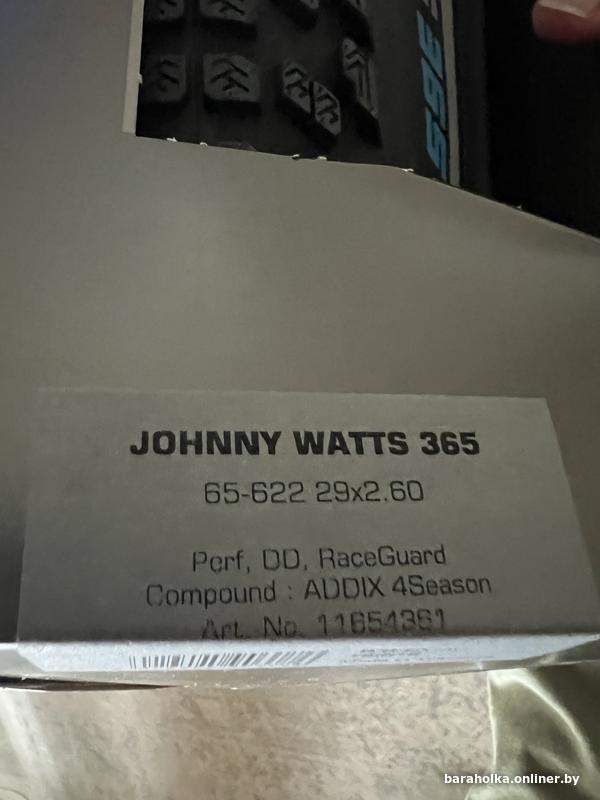 365
JOHNNY WATTS 365
65-622 29x2.60
Perf, DD, RaceGuard
Compound : ADDIX 4Season
Art. No. 11654361
baraholka.onliner.by